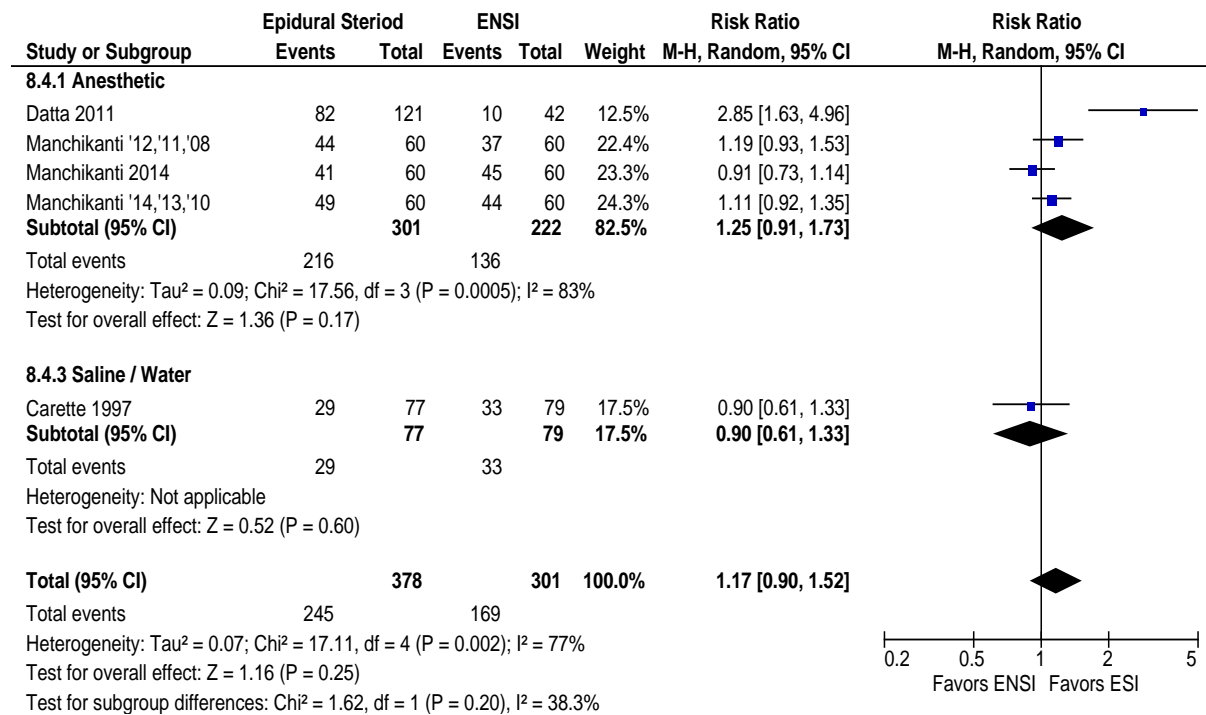 Epidural Steriod ENSI Risk Ratio Risk Ratio
Study or Subgroup Events Total Events Total Weight M-H, Random, 95% CI M-H, Random, 95% CI
8.4.1 Anesthetic
Datta 2011 82 121 10 42 12.5% 2.85 [1.63, 4.96]
Manchikanti '12,'11,'08 44 60 37 60 22.4% 1.19 [0.93, 1.53]
Manchikanti 2014 41 60 45 60 23.3% 0.91 [0.73, 1.14]
Manchikanti '14,'13,'10 49 60 44 60 24.3% 1.11 [0.92, 1.35]
Subtotal (95% CI) 301 222 82.5% 1.25 [0.91, 1.73]
Total events 216 136
Heterogeneity: Tau² = 0.09; Chi² = 17.56, df = 3 (P = 0.0005); I² = 83%
Test for overall effect: Z = 1.36 (P = 0.17)
8.4.3 Saline / Water
Carette 1997 29 77 33 79 17.5% 0.90 [0.61, 1.33]
Subtotal (95% CI) 77 79 17.5% 0.90 [0.61, 1.33]
Total events 29 33
Heterogeneity: Not applicable
Test for overall effect: Z = 0.52 (P = 0.60)
Total (95% CI) 378 301 100.0% 1.17 [0.90, 1.52]
Total events 245 169
Heterogeneity: Tau² = 0.07; Chi² = 17.11, df = 4 (P = 0.002); I² = 77%
Test for overall effect: Z = 1.16 (P = 0.25)
Test for subgroup differences: Chi² = 1.62, df = 1 (P = 0.20), I² = 38.3%
0.2 0.5 1 2 5
Favors ENSI Favors ESI